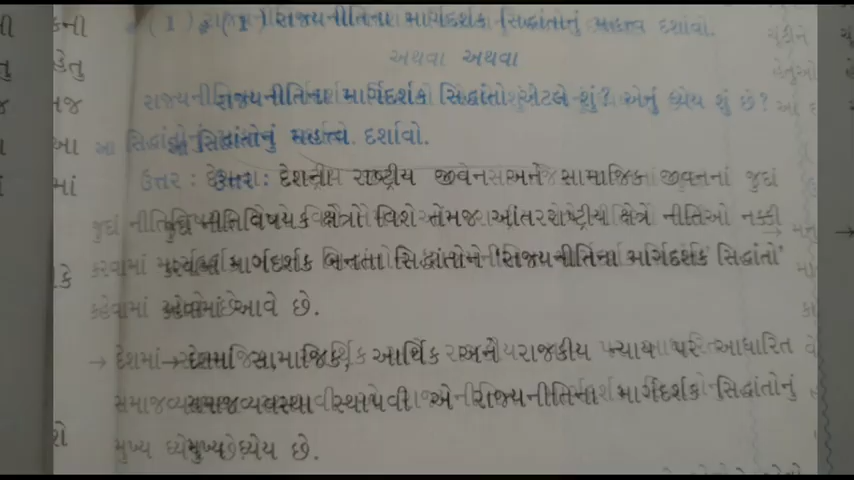 (1) રાજ્યનીતિના માર્ગદર્શક સિદ્ધાંતોનું મહત્ત્વ દર્શાવો.
અથવા
રાજ્યનીતિના માર્ગદર્શક સિદ્ધાંતો એટલે શું? એનું ધ્યેય શું છે?
આ સિદ્ધાંતોનું મહત્ત્વ દર્શાવો.
ઉત્તર : દેશના રાષ્ટ્રીય જીવન અને સામાજિક જીવનનાં જુદાં
જુદાં નીતિવિષયક ક્ષેત્રો વિશે તેમજ આંતરરાષ્ટ્રીય ક્ષેત્રે નીતિઓ નક્કી
કરવામાં માર્ગદર્શક બનતા સિદ્ધાંતોને 'રાજ્યનીતિના માર્ગદર્શક સિદ્ધાંતો'
કહેવામાં આવે છે.
→ દેશમાં સામાજિક, આર્થિક અને રાજકીય ન્યાય પર આધારિત
સમાજવ્યવસ્થા સ્થાપવી એ રાજ્યનીતિના માર્ગદર્શક સિદ્ધાંતોનું
મુખ્ય ધ્યેય છે.